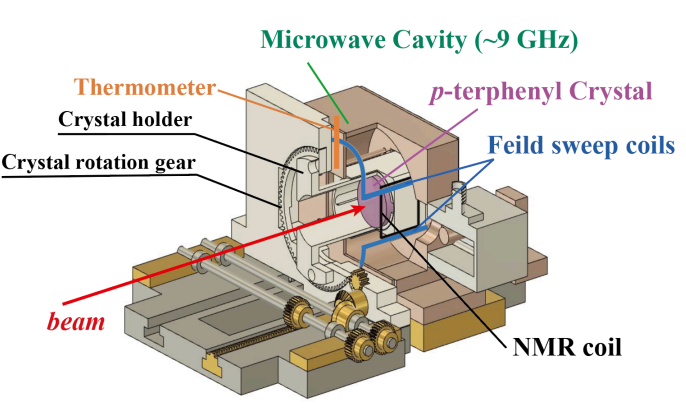 Microwave Cavity (~9 GHz)
Thermometer
p-terphenyl Crystal
Crystal holder
Feild sweep coils
Crystal rotation gear
beam
NMR coil